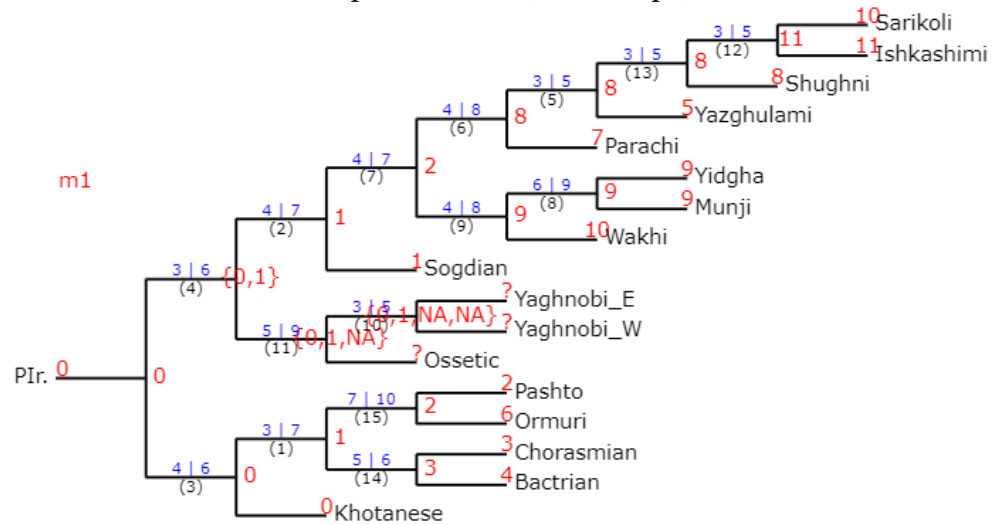 10 Sarikoli
3 | 5
(12)
11
11 Ishkashimi
3 | 5
(13)
8
8 Shughni
3 | 5
(5)
8
5 Yazghulami
4 | 8
(6)
8
7 Parachi
4 | 7
(7)
2
9 Yidgha
6 | 9
(8)
9
9 Munji
m1
4 | 8
(9)
9
10 Wakhi
4 | 7
(2)
1
1 Sogdian
3 | 6
(4)
{0,1}
? Yaghnobi_E
3 | 5
(10)
{0,1,NA,NA}
? Yaghnobi_W
5 | 9
(11)
{0,1,NA}
? Ossetic
PIr. 0
0
2 Pashto
7 | 10
(15)
2
6 Ormuri
3 | 7
(1)
1
3 Chorasmian
5 | 6
(14)
3
4 Bactrian
4 | 6
(3)
0
0 Khotanese